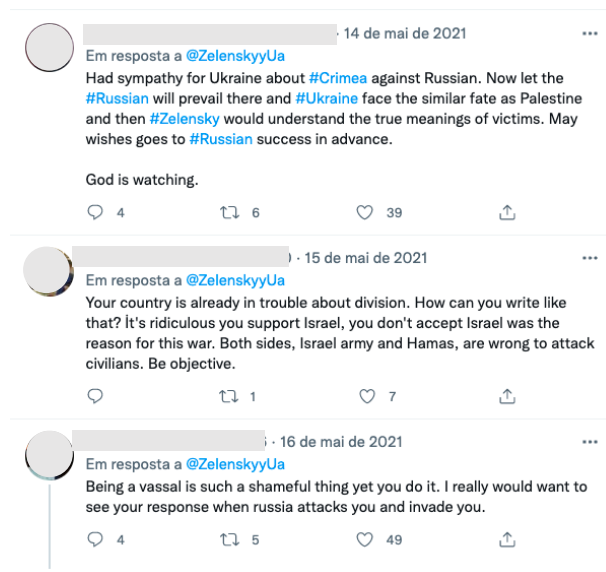 · 14 de mai de 2021
Em resposta a @ZelenskyyUa
Had sympathy for Ukraine about #Crimea against Russian. Now let the
#Russian will prevail there and #Ukraine face the similar fate as Palestine
and then #Zelensky would understand the true meanings of victims. May
wishes goes to #Russian success in advance.
God is watching.
4 6 39
· 15 de mai de 2021
Em resposta a @ZelenskyyUa
Your country is already in trouble about division. How can you write like
that? İt's ridiculous you support Israel, you don't accept Israel was the
reason for this war. Both sides, Israel army and Hamas, are wrong to attack
civilians. Be objective.
1 7
· 16 de mai de 2021
Em resposta a @ZelenskyyUa
Being a vassal is such a shameful thing yet you do it. I really would want to
see your response when russia attacks you and invade you.
4 5 49